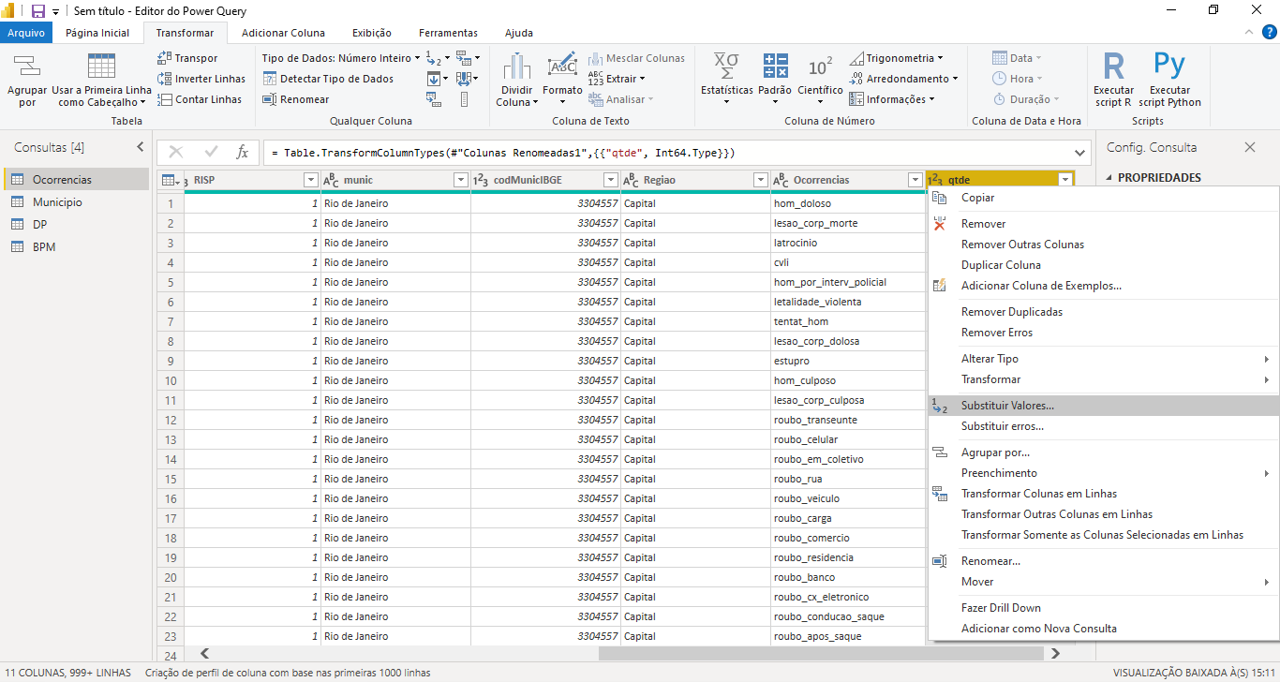 Sem título - Editor do Power Query
Arquivo Página Inicial Transformar Adicionar Coluna Exibição Ferramentas Ajuda
Agrupar por
Usar a Primeira Linha como Cabeçalho
Transpor
Inverter Linhas
Contar Linhas
Tabela
Tipo de Dados: Número Inteiro
Detectar Tipo de Dados
Renomear
Qualquer Coluna
Dividir Coluna
Formato
Mesclar Colunas
Extrair
Analisar
Coluna de Texto
Estatísticas
Padrão
Científico
Trigonometria
Arredondamento
Informações
Coluna de Número
Data
Hora
Duração
Coluna de Data e Hora
Executar script R
Executar script Python
Scripts
Consultas [4]
Ocorrencias
Municipio
DP
BPM
= Table.TransformColumnTypes(#"Colunas Renomeadas1",{{"qtde", Int64.Type}})
Config. Consulta
PROPRIEDADES
RISP munic codMunicIBGE Regiao Ocorrencias qtde
1 1 Rio de Janeiro 3304557 Capital hom_doloso
2 1 Rio de Janeiro 3304557 Capital lesao_corp_morte
3 1 Rio de Janeiro 3304557 Capital latrocinio
4 1 Rio de Janeiro 3304557 Capital cvli
5 1 Rio de Janeiro 3304557 Capital hom_por_interv_policial
6 1 Rio de Janeiro 3304557 Capital letalidade_violenta
7 1 Rio de Janeiro 3304557 Capital tentat_hom
8 1 Rio de Janeiro 3304557 Capital lesao_corp_dolosa
9 1 Rio de Janeiro 3304557 Capital estupro
10 1 Rio de Janeiro 3304557 Capital hom_culposo
11 1 Rio de Janeiro 3304557 Capital lesao_corp_culposa
12 1 Rio de Janeiro 3304557 Capital roubo_transeunte
13 1 Rio de Janeiro 3304557 Capital roubo_celular
14 1 Rio de Janeiro 3304557 Capital roubo_em_coletivo
15 1 Rio de Janeiro 3304557 Capital roubo_rua
16 1 Rio de Janeiro 3304557 Capital roubo_veiculo
17 1 Rio de Janeiro 3304557 Capital roubo_carga
18 1 Rio de Janeiro 3304557 Capital roubo_comercio
19 1 Rio de Janeiro 3304557 Capital roubo_residencia
20 1 Rio de Janeiro 3304557 Capital roubo_banco
21 1 Rio de Janeiro 3304557 Capital roubo_cx_eletronico
22 1 Rio de Janeiro 3304557 Capital roubo_conducao_saque
23 1 Rio de Janeiro 3304557 Capital roubo_apos_saque
24
Copiar
Remover
Remover Outras Colunas
Duplicar Coluna
Adicionar Coluna de Exemplos...
Remover Duplicadas
Remover Erros
Alterar Tipo
Transformar
Substituir Valores...
Substituir erros...
Agrupar por...
Preenchimento
Transformar Colunas em Linhas
Transformar Outras Colunas em Linhas
Transformar Somente as Colunas Selecionadas em Linhas
Renomear...
Mover
Fazer Drill Down
Adicionar como Nova Consulta
11 COLUNAS, 999+ LINHAS Criação de perfil de coluna com base nas primeiras 1000 linhas VISUALIZAÇÃO BAIXADA À(S) 15:11